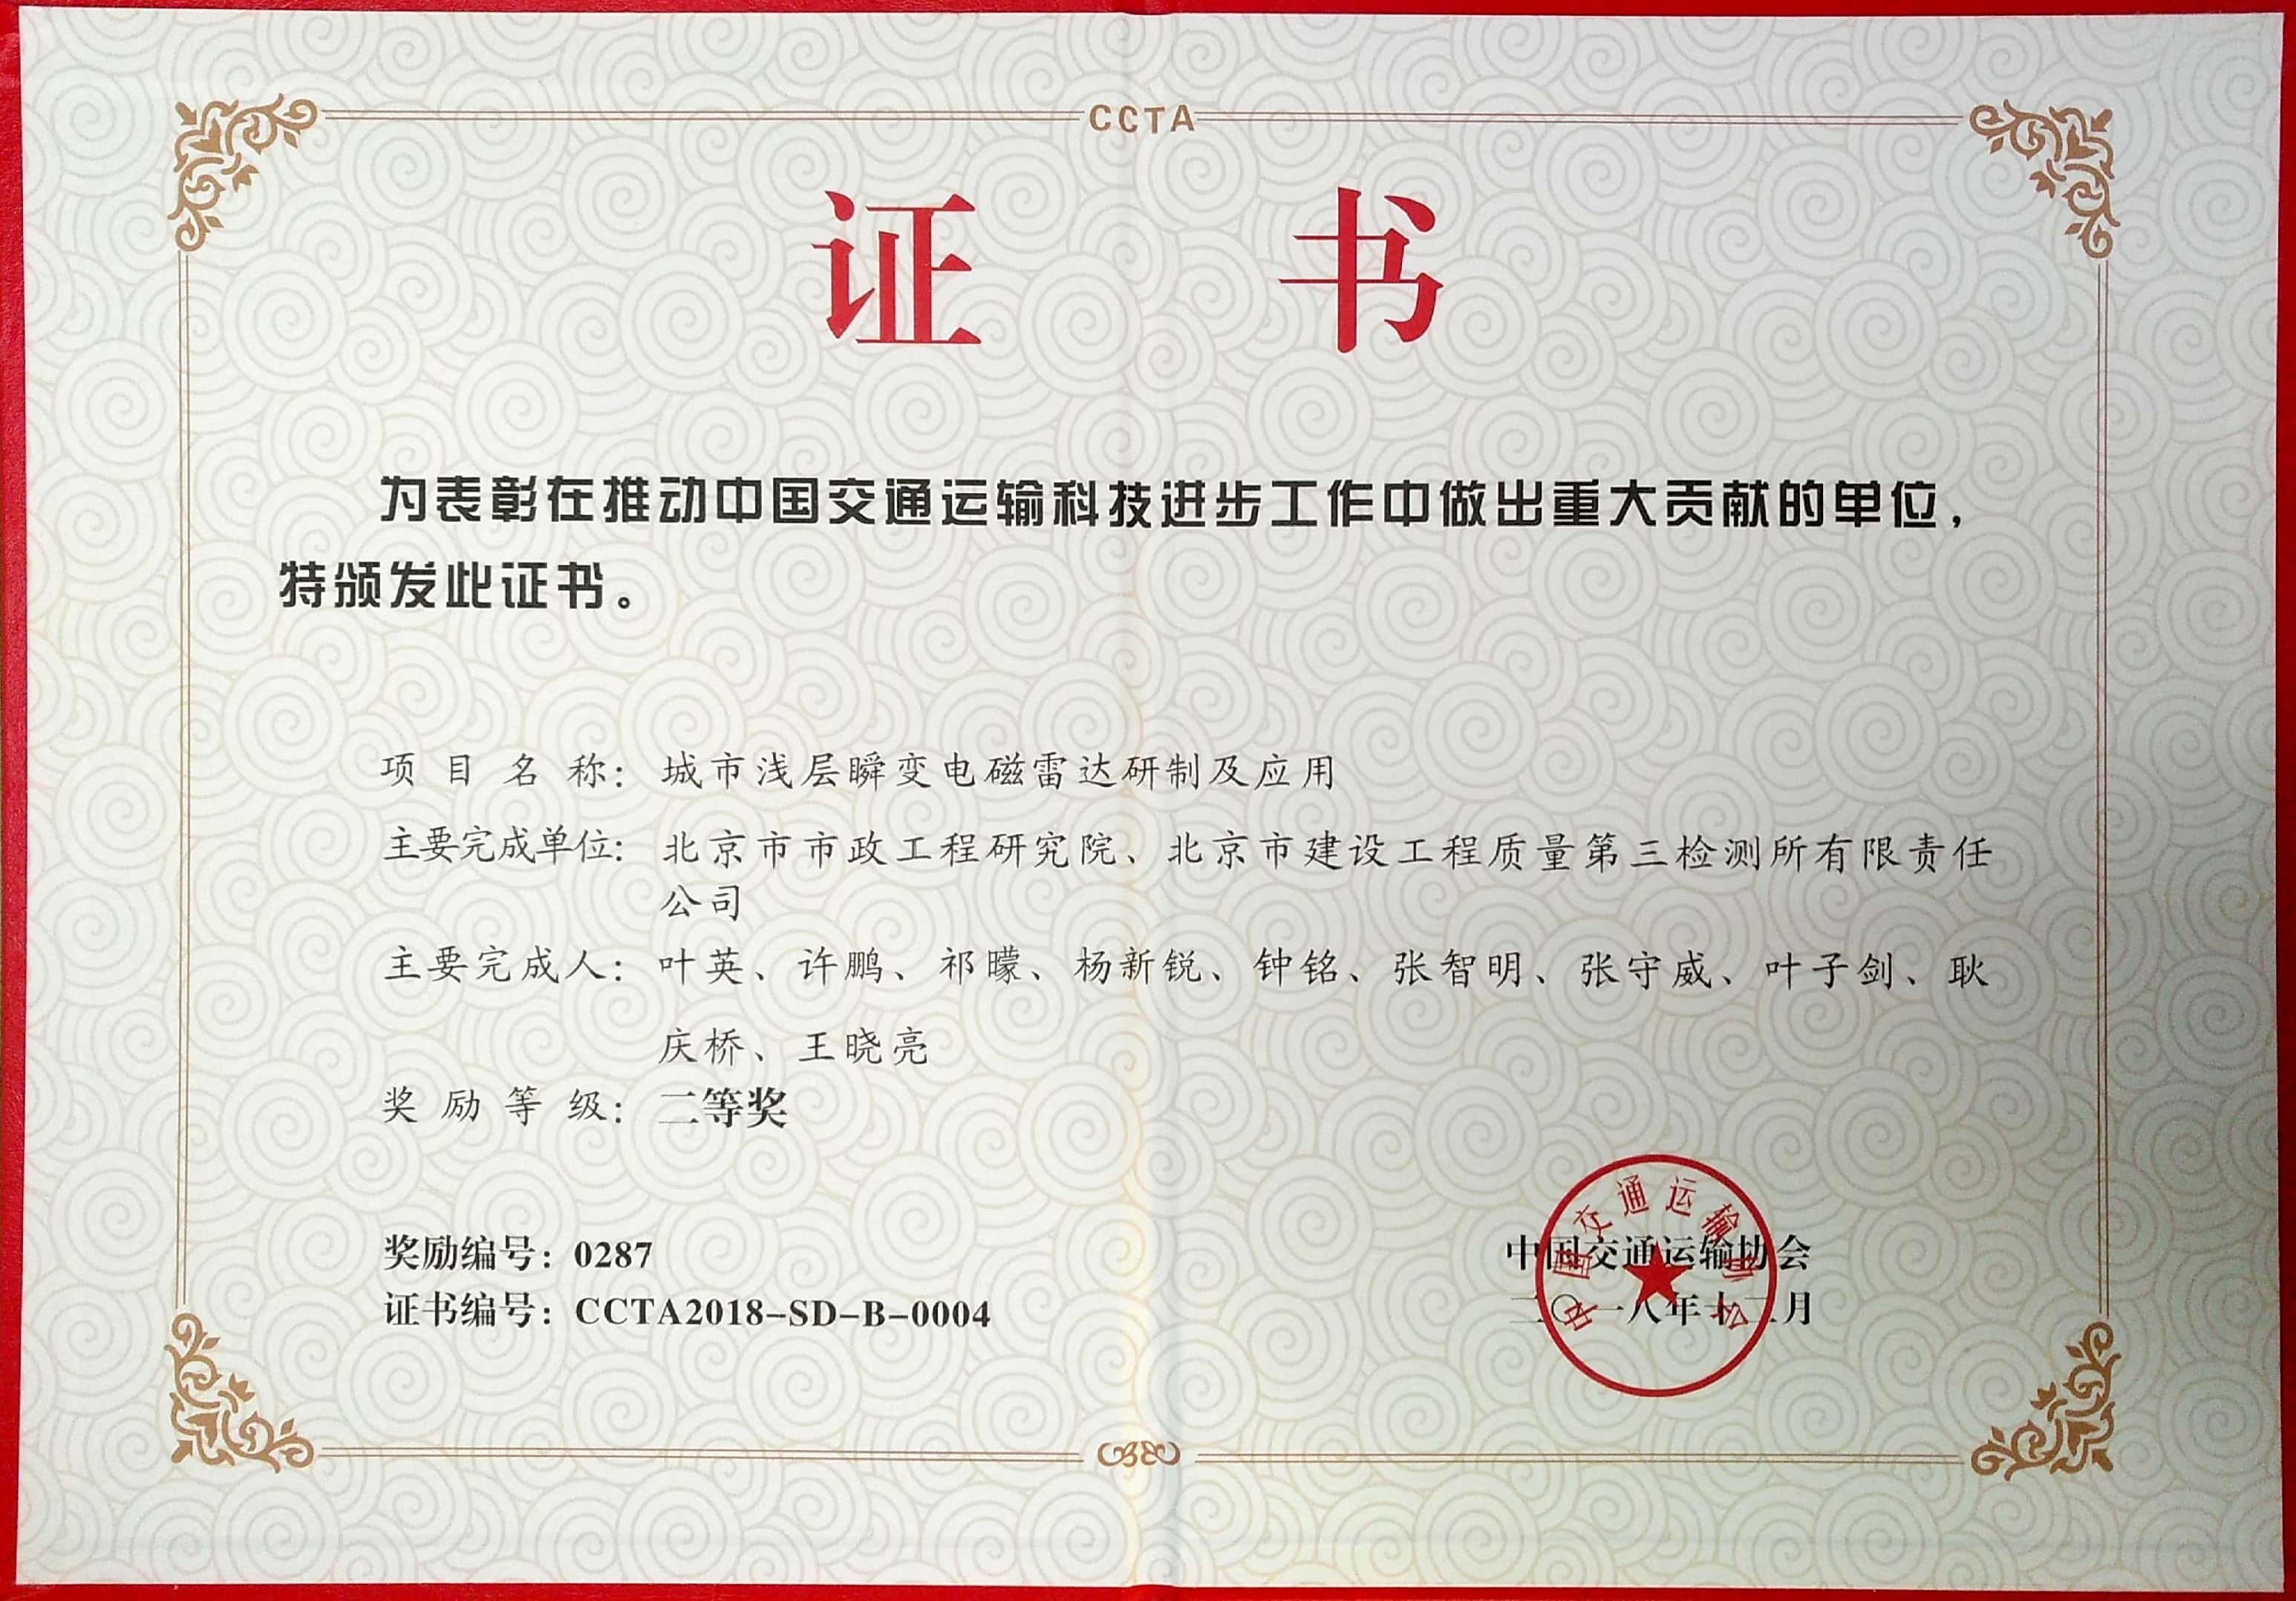 CCTA
证书
为表彰在推动中国交通运输科技进步工作中做出重大贡献的单位,
特颁发此证书。
项目名称: 城市浅层瞬变电磁雷达研制及应用
主要完成单位: 北京市市政工程研究院、北京市建设工程质量第三检测所有限责任
公司
主要完成人: 叶英、许鹏、祁曚、杨新锐、钟铭、张智明、张守威、叶子剑、耿
庆桥、王晓亮
奖励等级: 二等奖
奖励编号: 0287
证书编号: CCTA2018-SD-B-0004
中国交通运输协会
中国交通运输协会
二〇一八年十二月